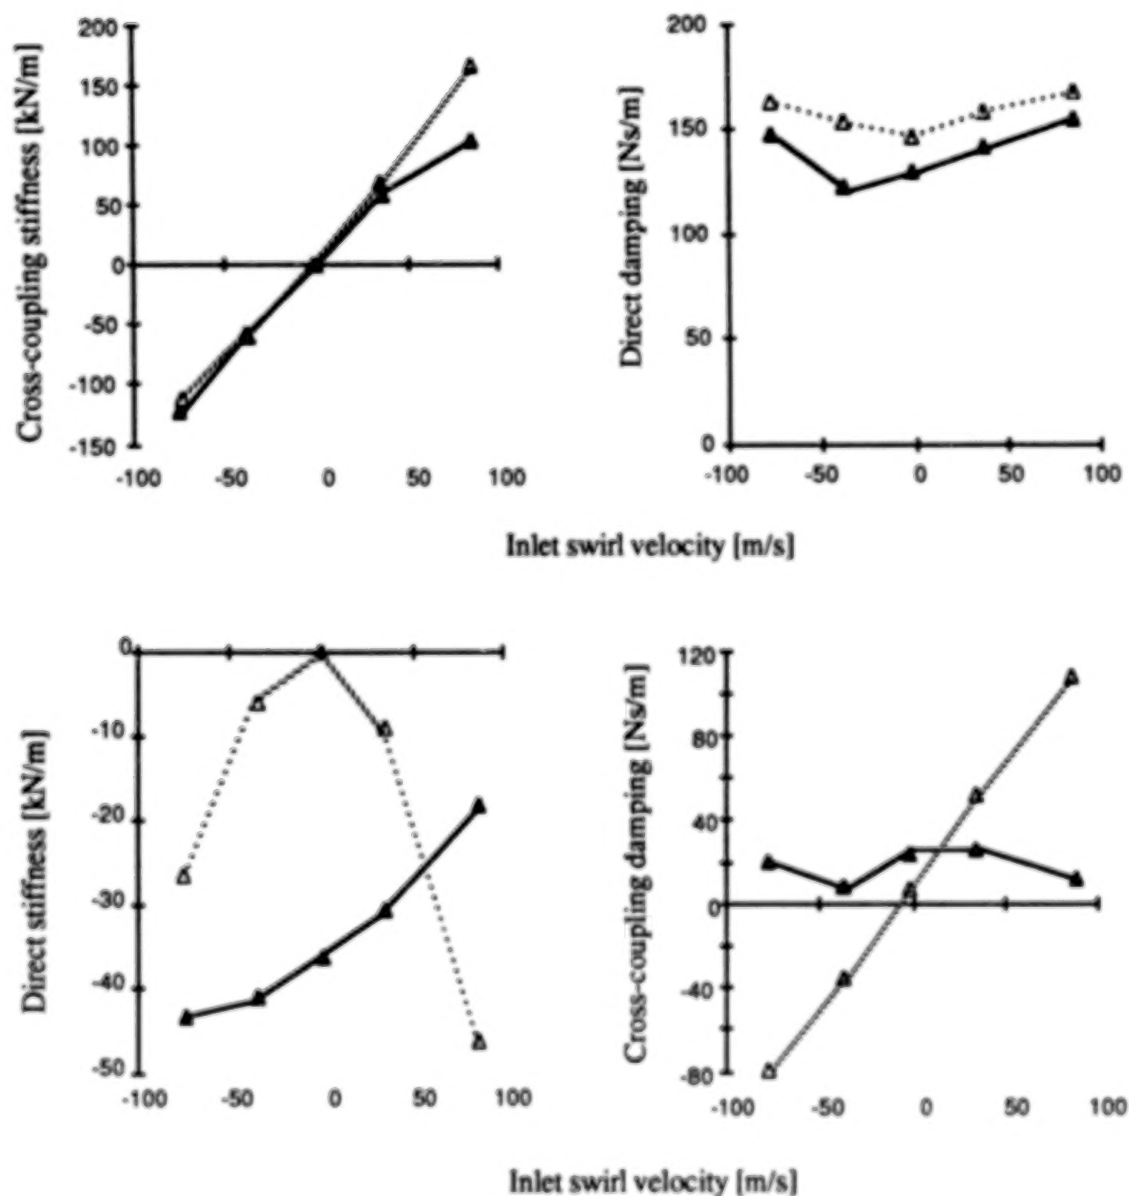 Cross-coupling stiffness [kN/m]
200
150
100
50
0
-50
-100
-150
-100 -50 0 50 100
Direct damping [Ns/m]
200
150
100
50
0
-100 -50 0 50 100
Inlet swirl velocity [m/s]
Direct stiffness [kN/m]
0
-10
-20
-30
-40
-50
-100 -50 0 50 100
Cross-coupling damping [Ns/m]
120
80
40
0
-40
-80
-100 -50 0 50 100
Inlet swirl velocity [m/s]